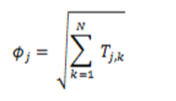 ϕ_j = √(∑_{k=1}^{N} T_{j,k})